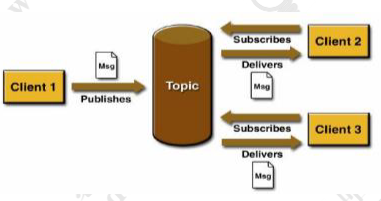 Client 1
Msg
Publishes
Topic
Subscribes
Delivers
Msg
Client 2
Subscribes
Delivers
Msg
Client 3